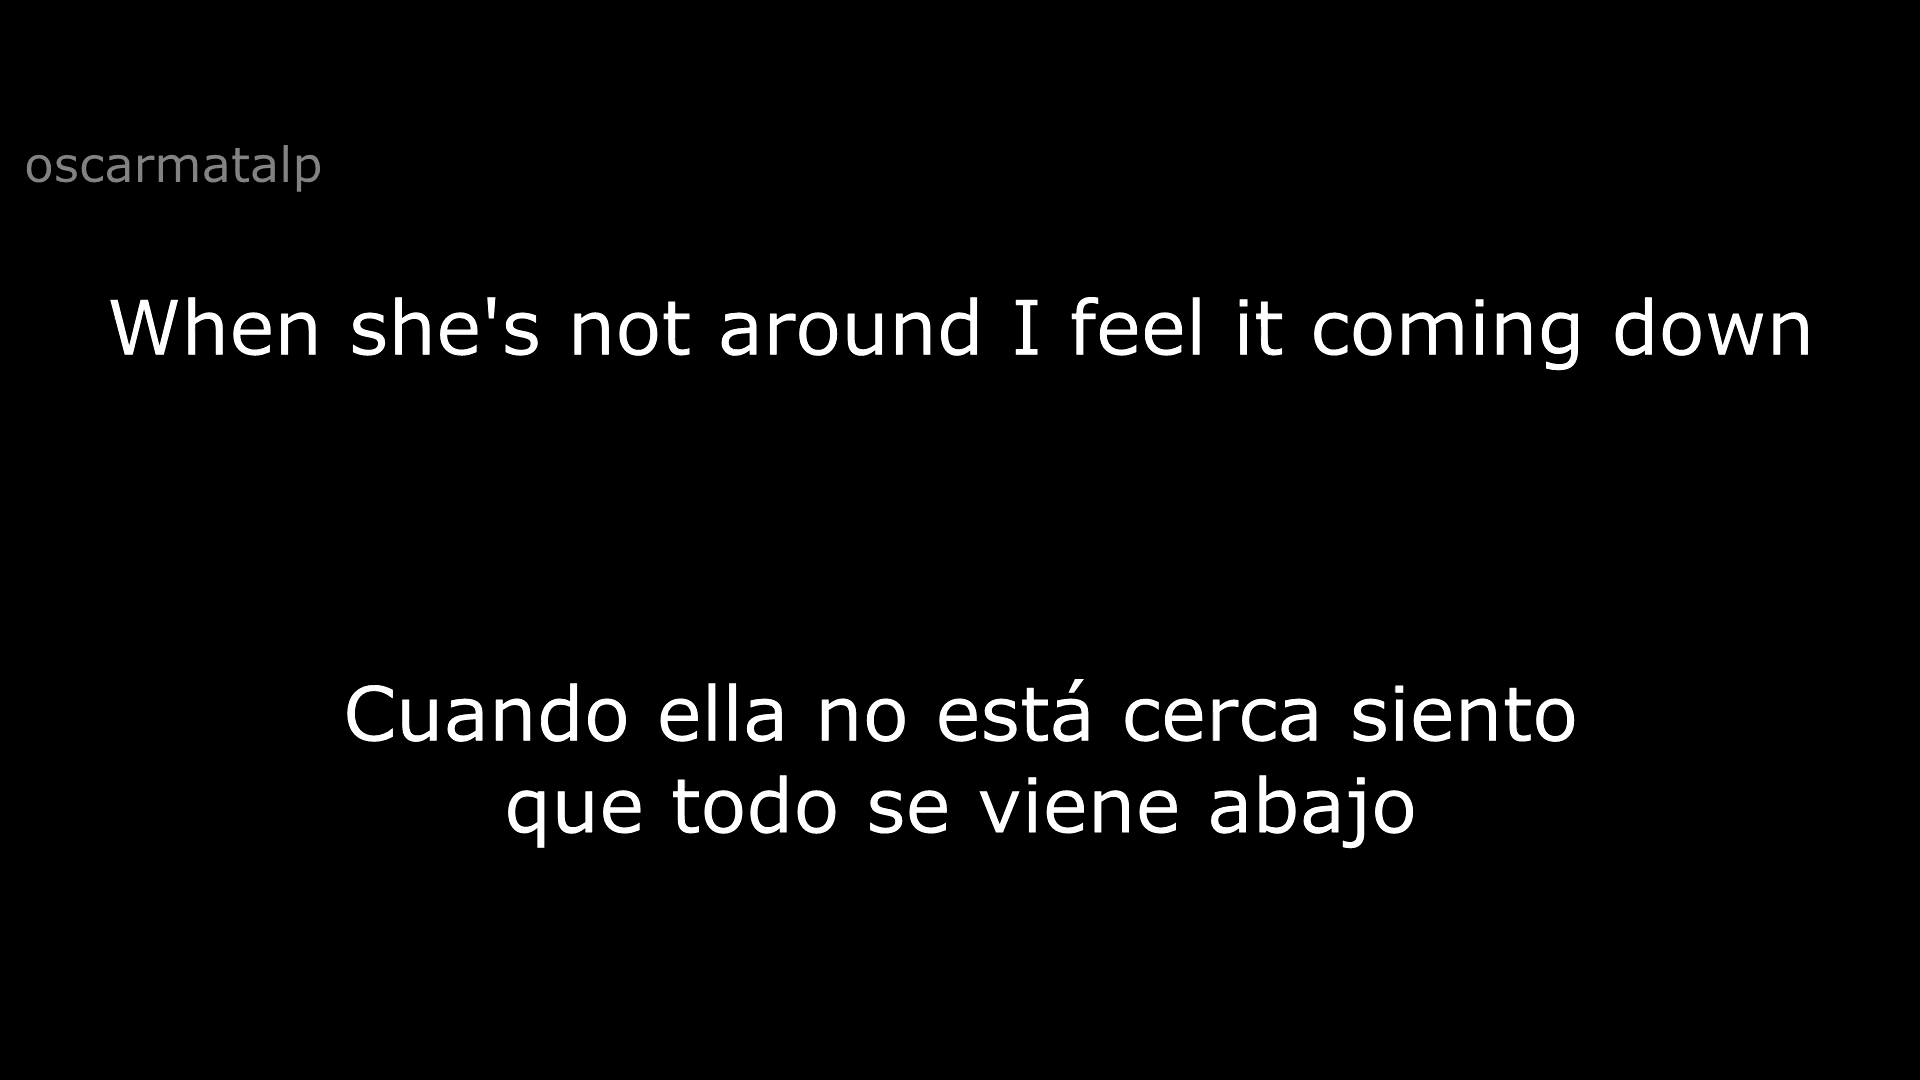 oscarmatalp
When she's not around I feel it coming down
Cuando ella no está cerca siento
que todo se viene abajo